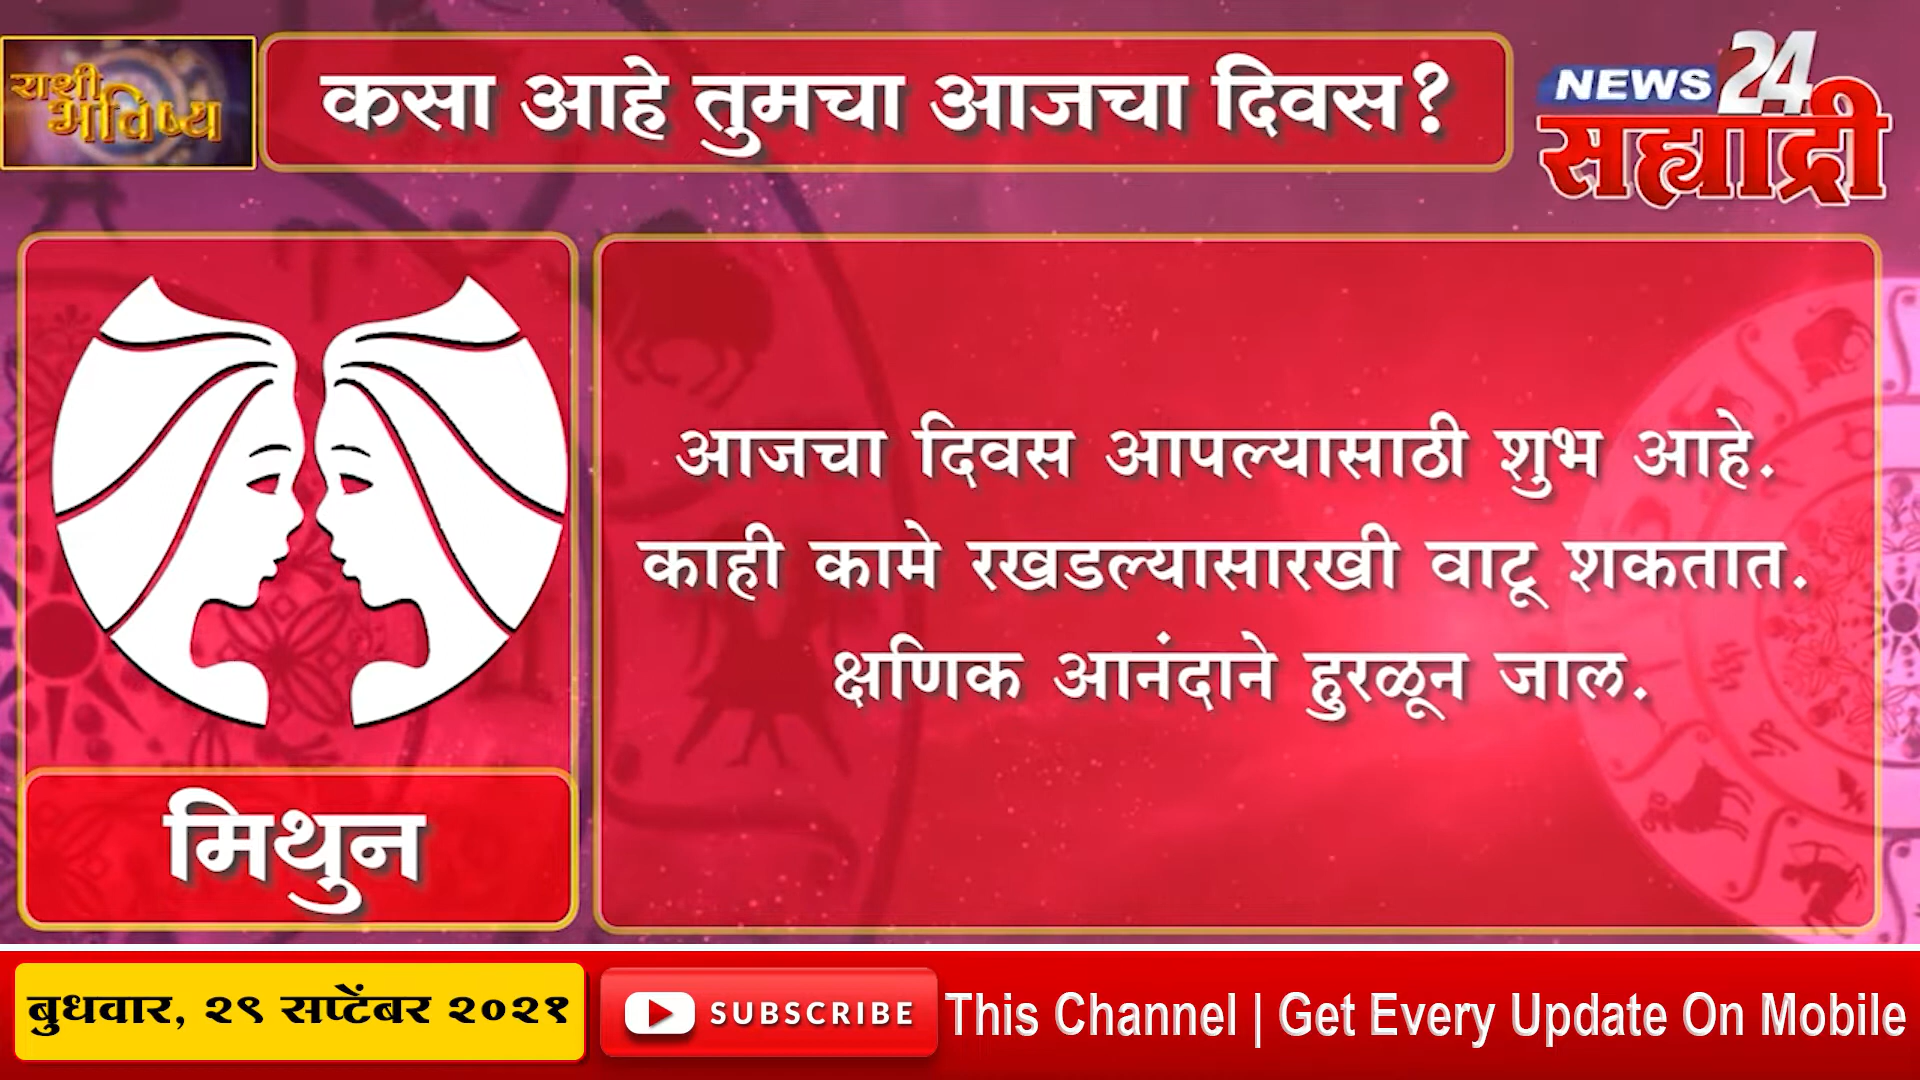 राशी
भविष्य
कसा आहे तुमचा आजचा दिवस?
NEWS 24
सह्याद्री
आजचा दिवस आपल्यासाठी शुभ आहे.
काही कामे रखडल्यासारखी वाटू शकतात.
क्षणिक आनंदाने हुरळून जाल.
मिथुन
बुधवार, २९ सप्टेंबर २०२१
SUBSCRIBE This Channel | Get Every Update On Mobile